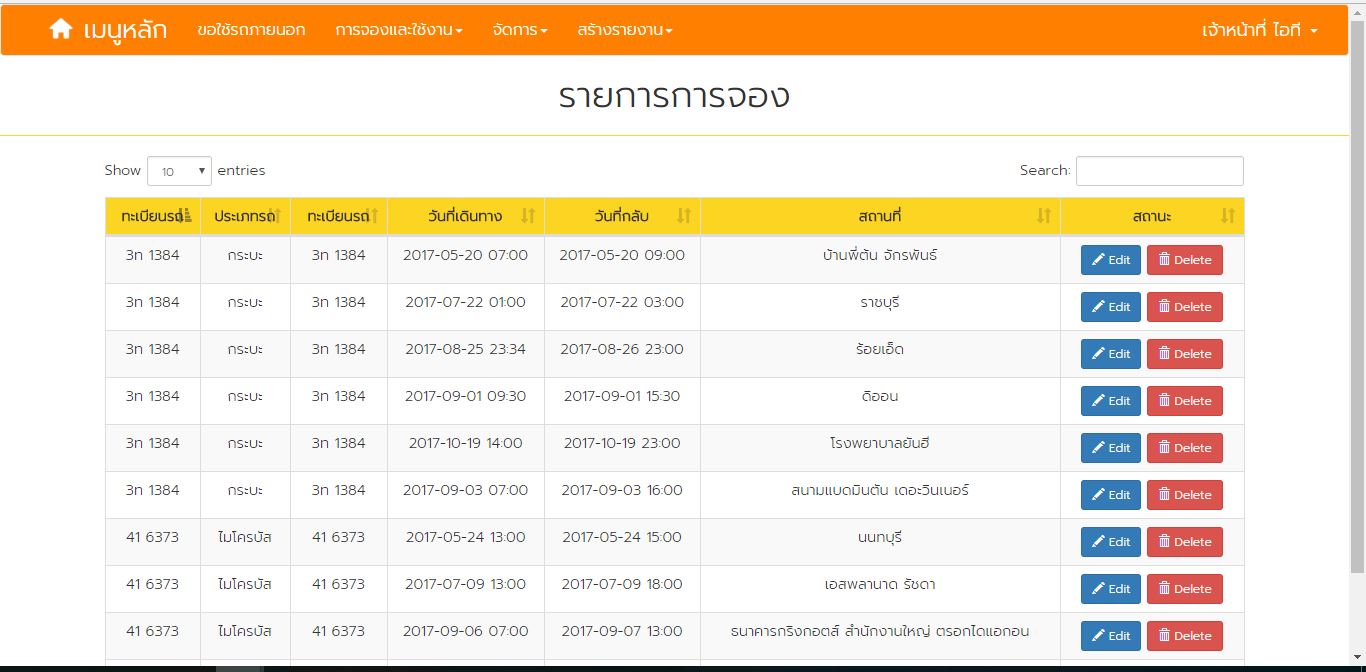 เมนูหลัก ขอใช้รถภายนอก การจองและใช้งาน จัดการ สร้างรายงาน เจ้าหน้าที่ ไอที
รายการการจอง
Show 10 entries Search:
ทะเบียนรถ ประเภทรถ ทะเบียนรถ วันที่เดินทาง วันที่กลับ สถานที่ สถานะ
3ท 1384 กระบะ 3ท 1384 2017-05-20 07:00 2017-05-20 09:00 บ้านพี่ต้น จักรพันธ์ Edit Delete
3ท 1384 กระบะ 3ท 1384 2017-07-22 01:00 2017-07-22 03:00 ราชบุรี Edit Delete
3ท 1384 กระบะ 3ท 1384 2017-08-25 23:34 2017-08-26 23:00 ร้อยเอ็ด Edit Delete
3ท 1384 กระบะ 3ท 1384 2017-09-01 09:30 2017-09-01 15:30 ดิออน Edit Delete
3ท 1384 กระบะ 3ท 1384 2017-10-19 14:00 2017-10-19 23:00 โรงพยาบาลยันฮี Edit Delete
3ท 1384 กระบะ 3ท 1384 2017-09-03 07:00 2017-09-03 16:00 สนามแบดมินตัน เดอะวินเนอร์ Edit Delete
41 6373 ไมโครบัส 41 6373 2017-05-24 13:00 2017-05-24 15:00 นนทบุรี Edit Delete
41 6373 ไมโครบัส 41 6373 2017-07-09 13:00 2017-07-09 18:00 เอสพลานาด รัชดา Edit Delete
41 6373 ไมโครบัส 41 6373 2017-09-06 07:00 2017-09-07 13:00 ธนาคารกริงกอตส์ สำนักงานใหญ่ ตรอกไดแอกอน Edit Delete